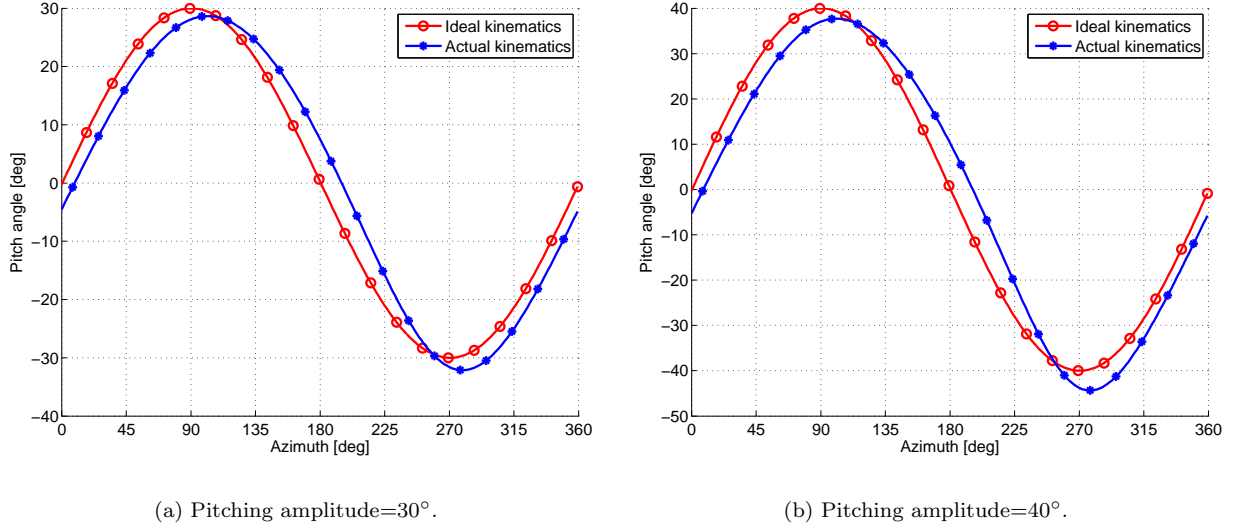 30
20
10
0
−10
−20
−30
−40
0 45 90 135 180 225 270 315 360
Azimuth [deg]
Pitch angle [deg]
Ideal kinematics
Actual kinematics
40
30
20
10
0
−10
−20
−30
−40
−50
0 45 90 135 180 225 270 315 360
Azimuth [deg]
Pitch angle [deg]
Ideal kinematics
Actual kinematics
(a) Pitching amplitude=30°.
(b) Pitching amplitude=40°.